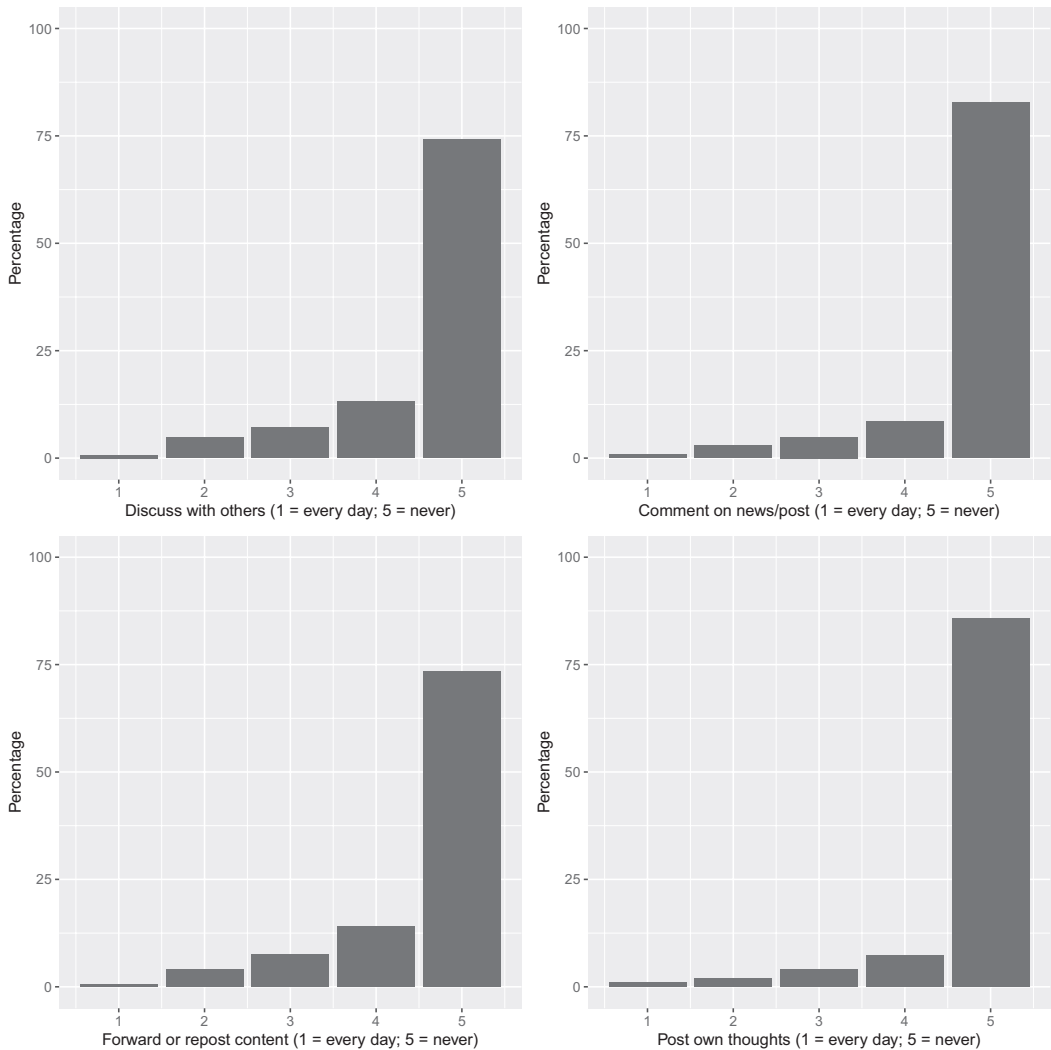 100
75
50
25
0
Percentage
1 2 3 4 5
Discuss with others (1 = every day; 5 = never)
100
75
50
25
0
Percentage
1 2 3 4 5
Comment on news/post (1 = every day; 5 = never)
100
75
50
25
0
Percentage
1 2 3 4 5
Forward or repost content (1 = every day; 5 = never)
100
75
50
25
0
Percentage
1 2 3 4 5
Post own thoughts (1 = every day; 5 = never)